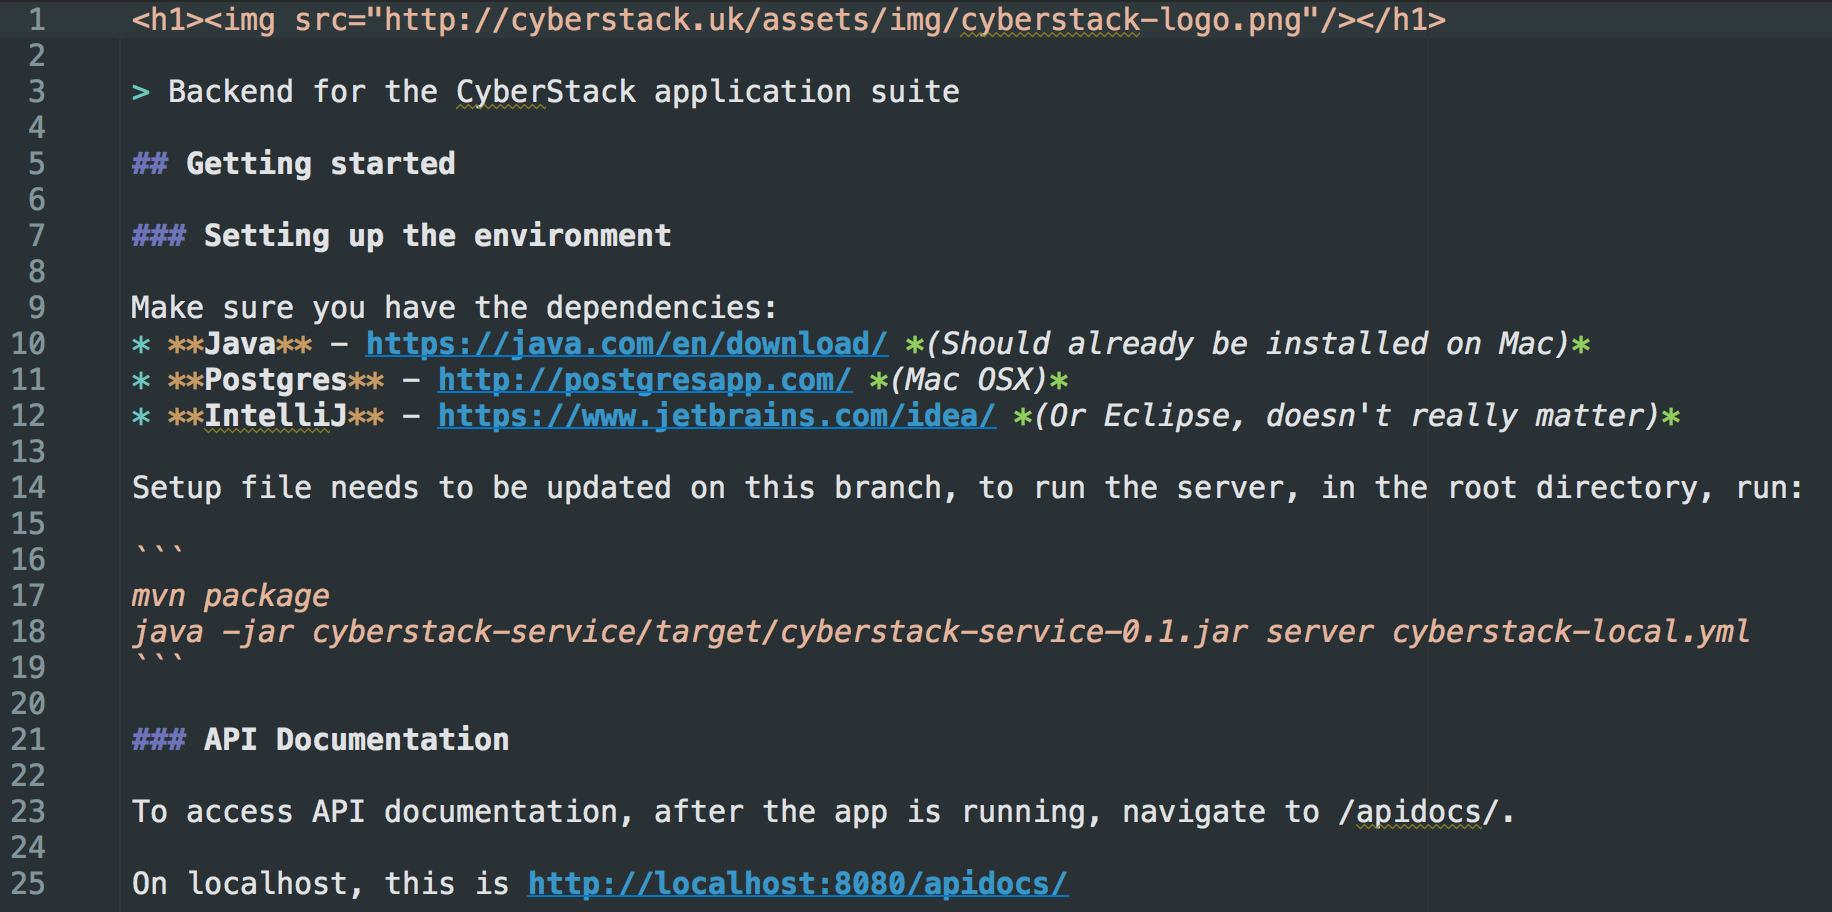 1 <h1><img src="http://cyberstack.uk/assets/img/cyberstack-logo.png"/></h1>
2
3 > Backend for the CyberStack application suite
4
5 ## Getting started
6
7 ### Setting up the environment
8
9 Make sure you have the dependencies:
10 * **Java** - https://java.com/en/download/ *(Should already be installed on Mac)*
11 * **Postgres** - http://postgresapp.com/ *(Mac OSX)*
12 * **IntelliJ** - https://www.jetbrains.com/idea/ *(Or Eclipse, doesn't really matter)*
13
14 Setup file needs to be updated on this branch, to run the server, in the root directory, run:
15
16 ```
17 mvn package
18 java -jar cyberstack-service/target/cyberstack-service-0.1.jar server cyberstack-local.yml
19 ```
20
21 ### API Documentation
22
23 To access API documentation, after the app is running, navigate to /apidocs/.
24
25 On localhost, this is http://localhost:8080/apidocs/